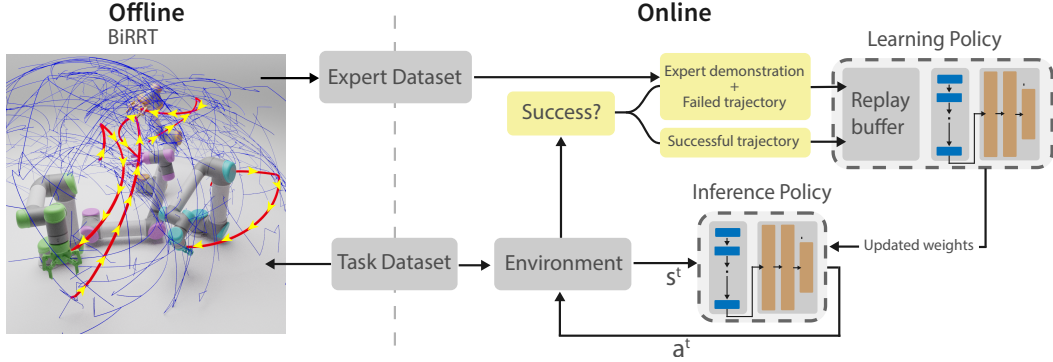 Offline
BiRRT
Online
Learning Policy
Expert Dataset
Expert demonstration
+
Failed trajectory
Success?
Successful trajectory
Replay
buffer
Inference Policy
Updated weights
Task Dataset
Environment
s^t
a^t